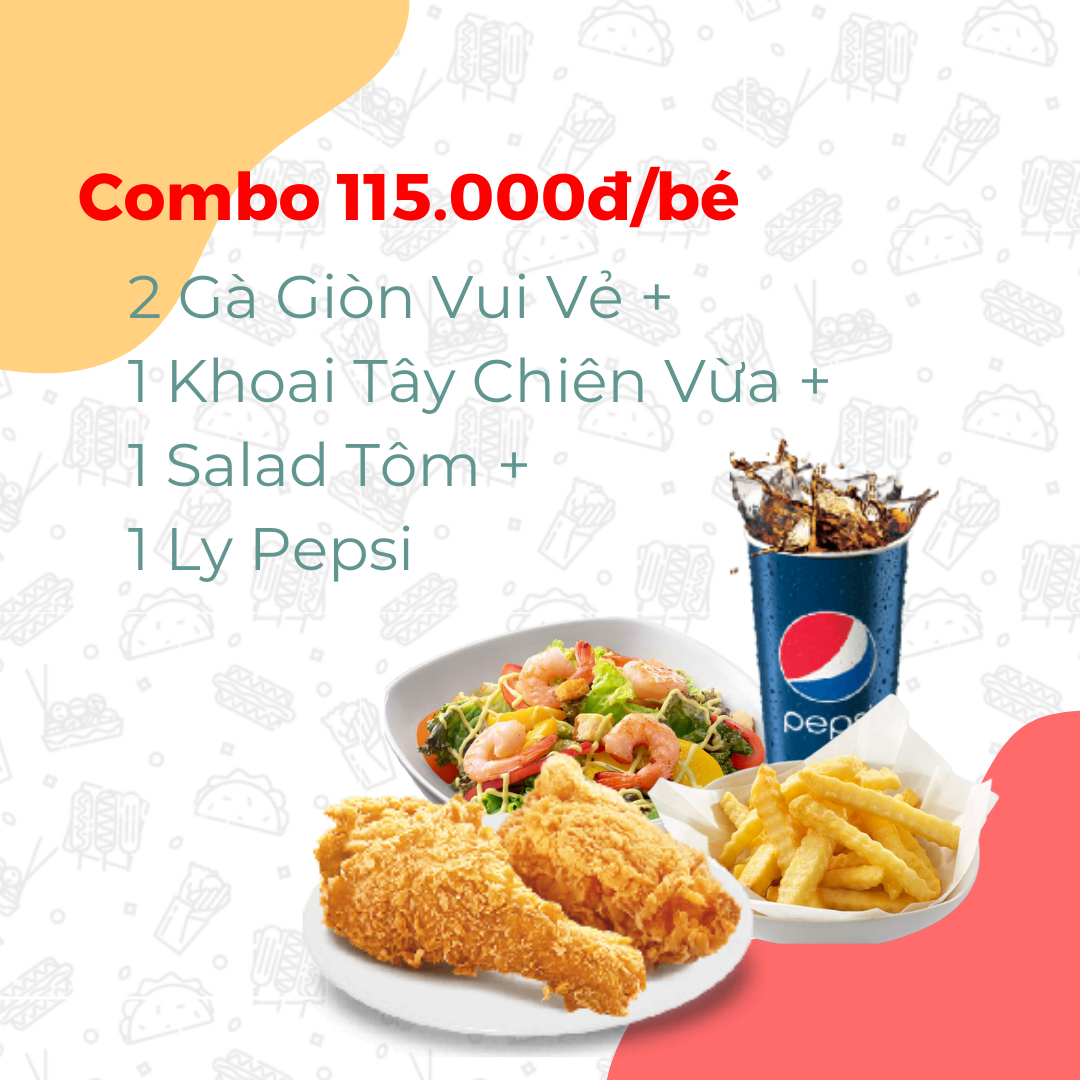 Combo 115.000đ/bé
2 Gà Giòn Vui Vẻ +
1 Khoai Tây Chiên Vừa +
1 Salad Tôm +
1 Ly Pepsi
pepsi